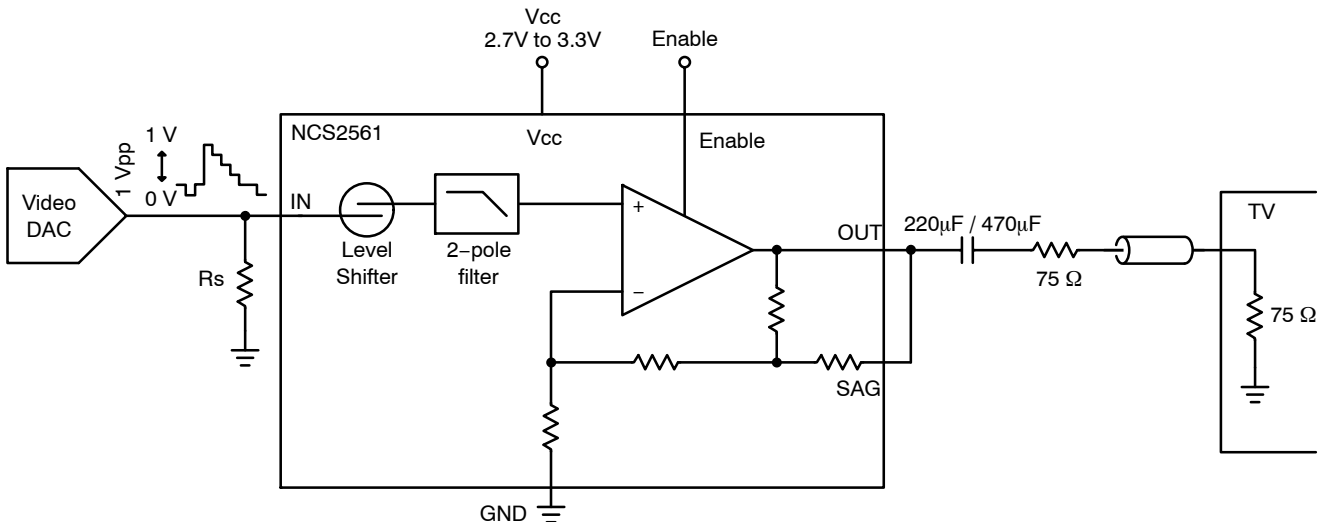 Vcc
2.7V to 3.3V
Enable
NCS2561
Vcc
Enable
1 Vpp
1 V
0 V
Video
DAC
IN
Level
Shifter
2−pole
filter
+
−
Rs
OUT
SAG
GND
220μF / 470μF
75 Ω
TV
75 Ω